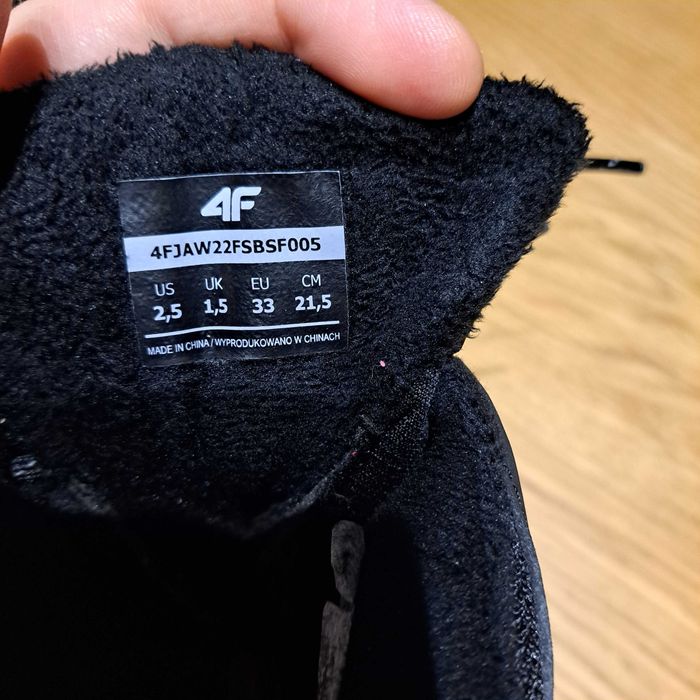 4F
4FJAW22FSBSF005
US UK EU CM
2,5 1,5 33 21,5
MADE IN CHINA / WYPRODUKOWANO W CHINACH